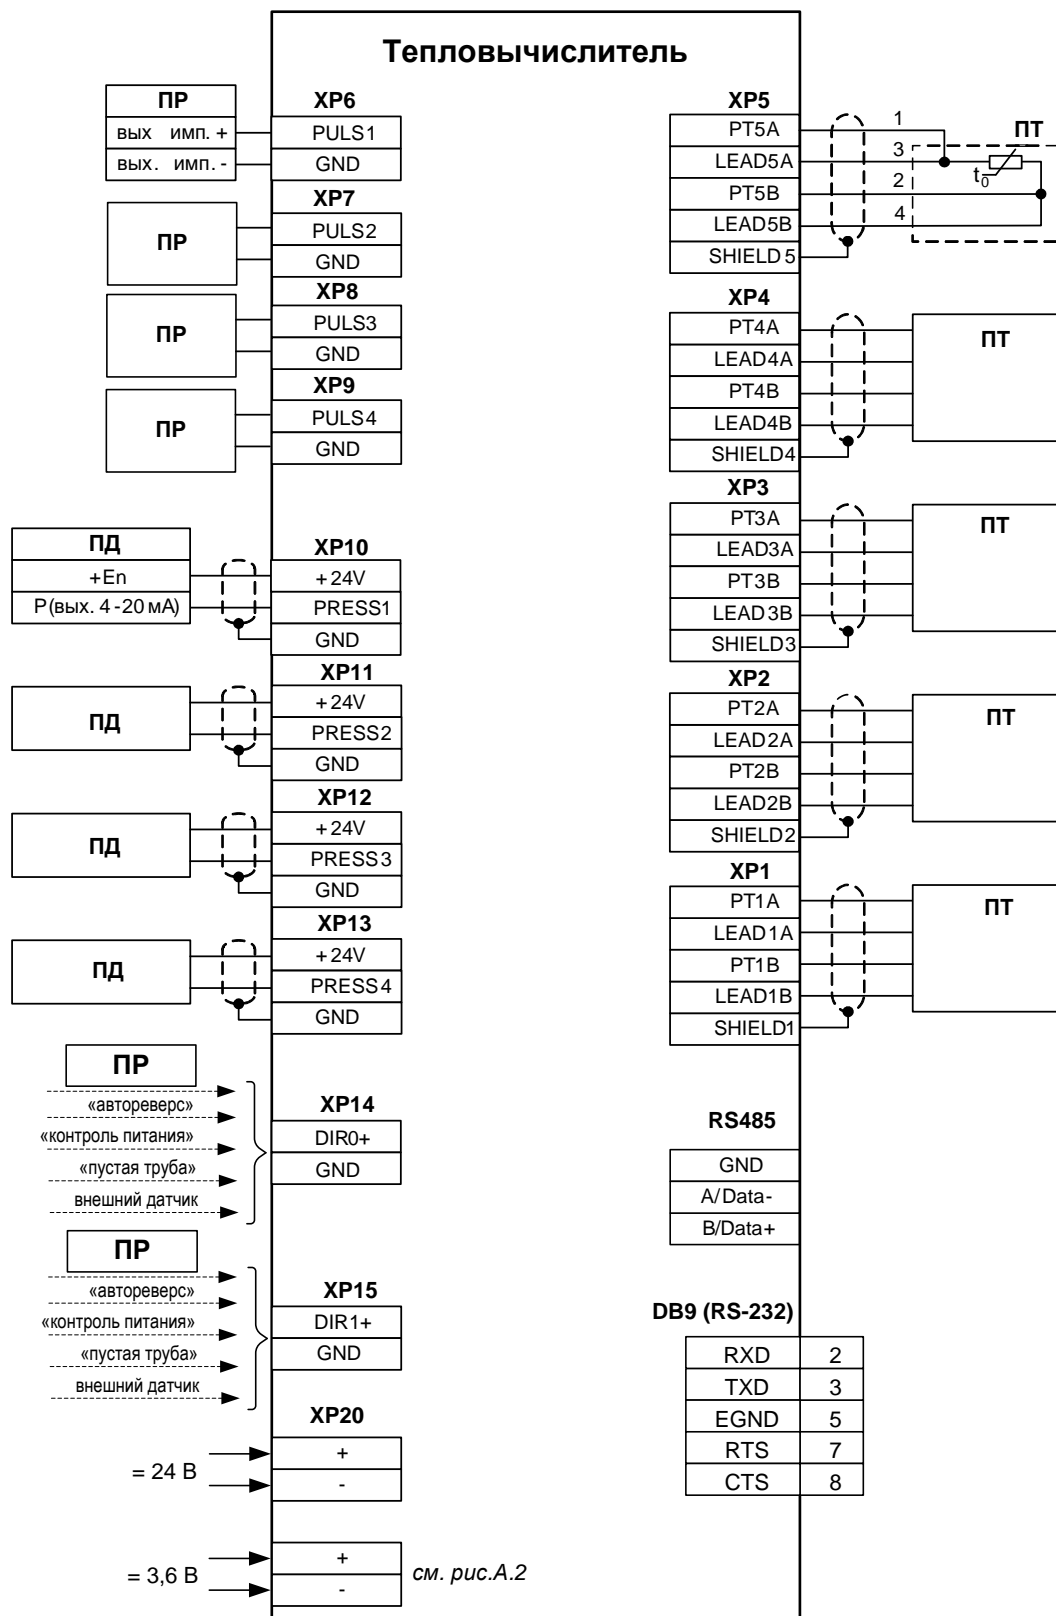 Тепловычислитель
ПР
вых имп. +
вых. имп. -
XP6
PULS1
GND
ПР
XP7
PULS2
GND
ПР
XP8
PULS3
GND
ПР
XP9
PULS4
GND
ПД
+En
P(вых. 4-20 мА)
XP10
+24V
PRESS1
GND
ПД
XP11
+24V
PRESS2
GND
ПД
XP12
+24V
PRESS3
GND
ПД
XP13
+24V
PRESS4
GND
ПР
«автореверс»
«контроль питания»
«пустая труба»
внешний датчик
XP14
DIR0+
GND
ПР
«автореверс»
«контроль питания»
«пустая труба»
внешний датчик
XP15
DIR1+
GND
XP20
= 24 В
+
-
= 3,6 В
+
-
см. рис.А.2
XP5
PT5A
LEAD5A
PT5B
LEAD5B
SHIELD5
1
3
2
4
ПТ
t0
XP4
PT4A
LEAD4A
PT4B
LEAD4B
SHIELD4
ПТ
XP3
PT3A
LEAD3A
PT3B
LEAD3B
SHIELD3
ПТ
XP2
PT2A
LEAD2A
PT2B
LEAD2B
SHIELD2
ПТ
XP1
PT1A
LEAD1A
PT1B
LEAD1B
SHIELD1
ПТ
RS485
GND
A/Data-
B/Data+
DB9 (RS-232)
RXD 2
TXD 3
EGND 5
RTS 7
CTS 8